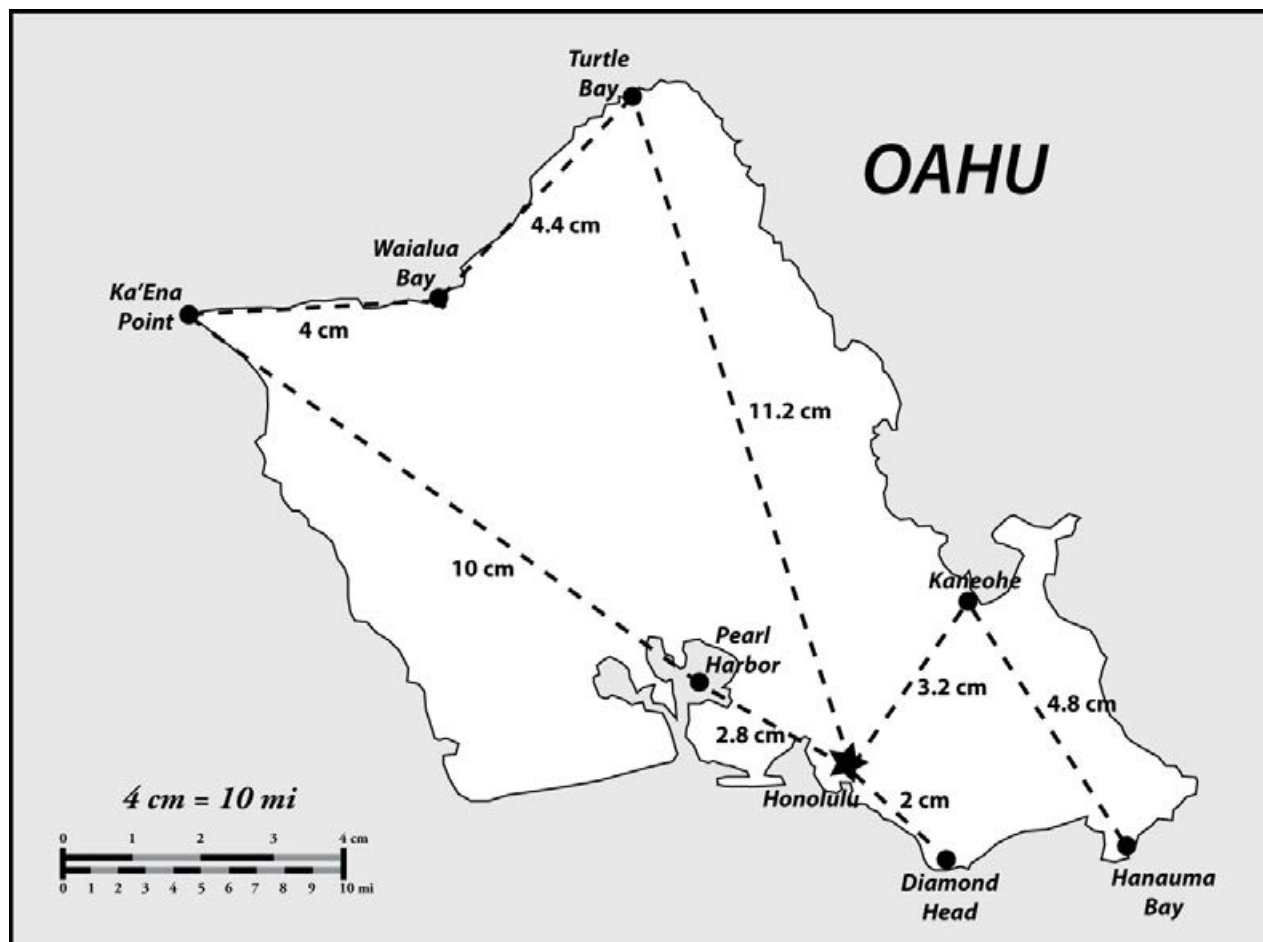 Turtle
Bay
OAHU
4.4 cm
Waialua
Bay
Ka'Ena
Point
4 cm
11.2 cm
10 cm
Kaneohe
Pearl
Harbor
3.2 cm
4.8 cm
2.8 cm
4 cm = 10 mi
Honolulu
2 cm
0 1 2 3 4 cm
0 1 2 3 4 5 6 7 8 9 10 mi
Diamond
Head
Hanauma
Bay